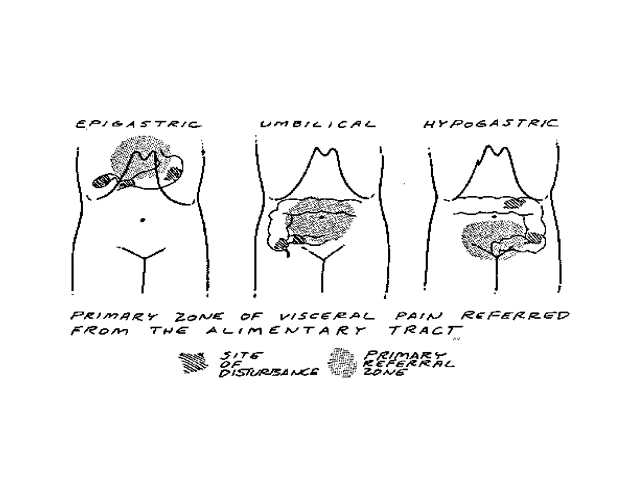 EPIGASTRIC
UMBILICAL
HYPOGASTRIC
PRIMARY ZONE OF VISCERAL PAIN REFERRED
FROM THE ALIMENTARY TRACT
SITE
OF
DISTURBANCE
PRIMARY
REFERRAL
ZONE